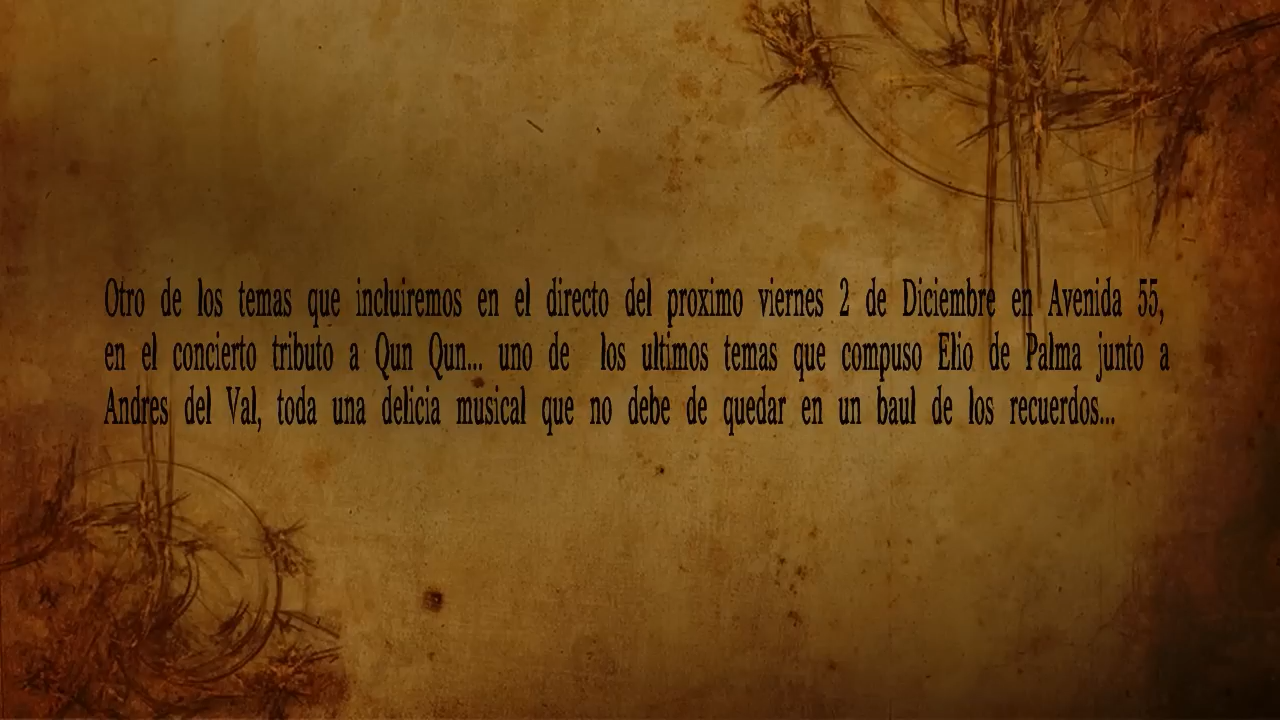 Otro de los temas que incluiremos en el directo del proximo viernes 2 de Diciembre en Avenida 55,
en el concierto tributo a Qun Qun... uno de los ultimos temas que compuso Elio de Palma junto a
Andres del Val, toda una delicia musical que no debe de quedar en un baul de los recuerdos...